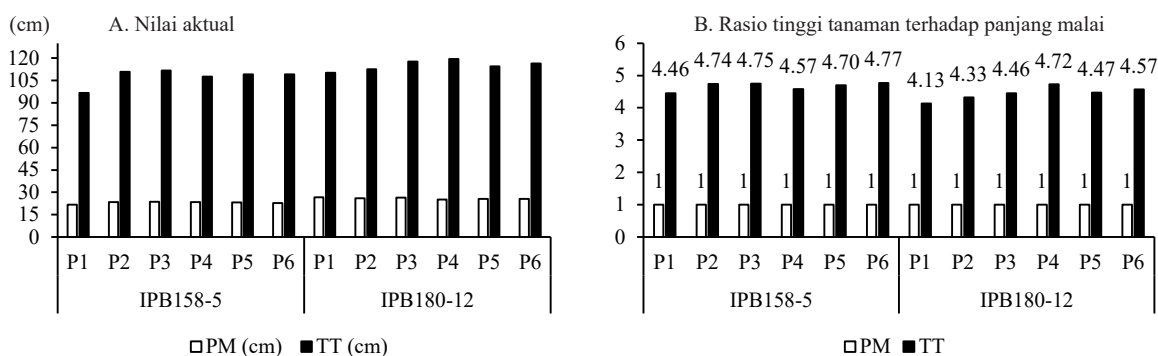 (cm)
A. Nilai aktual
120
105
90
75
60
45
30
15
0
P1 P2 P3 P4 P5 P6 P1 P2 P3 P4 P5 P6
IPB158-5 IPB180-12
PM (cm) TT (cm)
B. Rasio tinggi tanaman terhadap panjang malai
6
5
4
3
2
1
0
4.46 4.74 4.75 4.57 4.70 4.77 4.13 4.33 4.46 4.72 4.47 4.57
1 1 1 1 1 1 1 1 1 1 1 1
P1 P2 P3 P4 P5 P6 P1 P2 P3 P4 P5 P6
IPB158-5 IPB180-12
PM TT